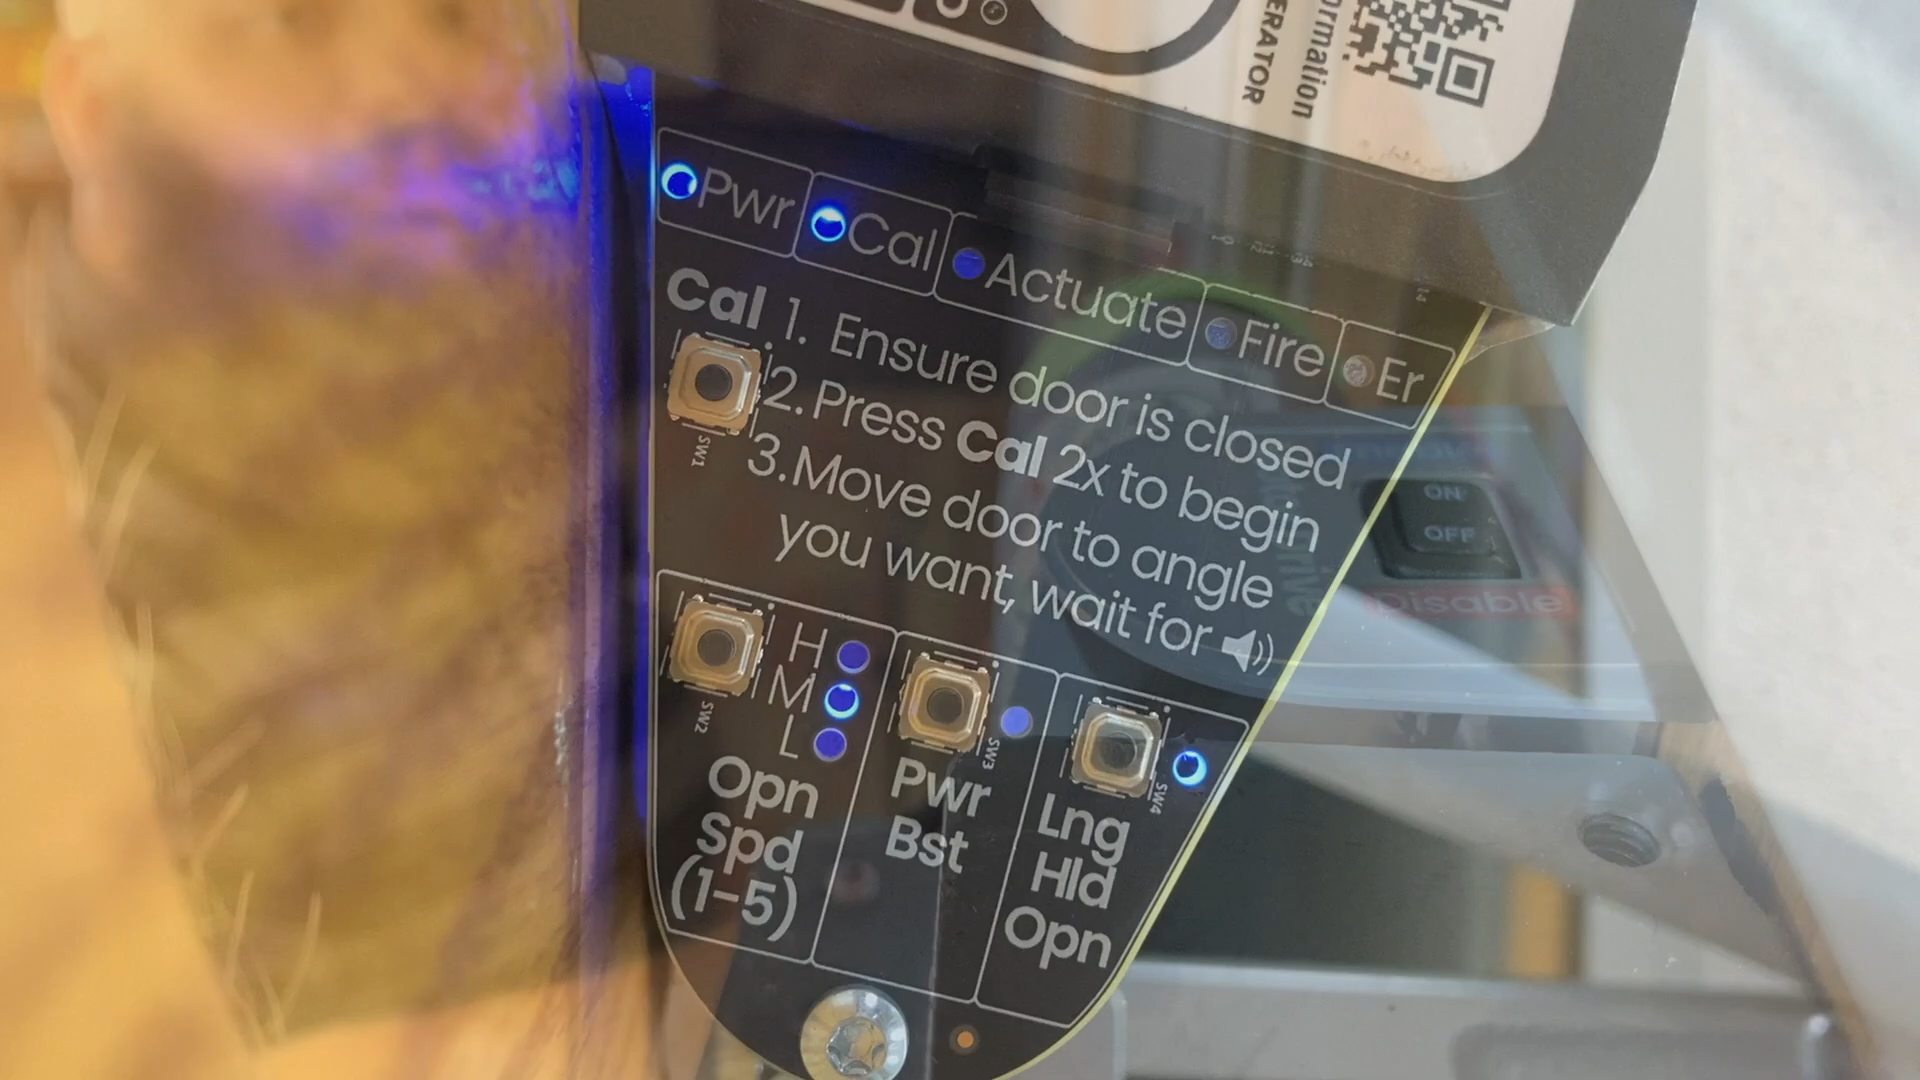 ERATOR
ormation
Pwr
Cal
Actuate
Fire
Er
Cal
1. Ensure door is closed
2. Press Cal 2x to begin
3. Move door to angle
you want, wait for
SW1
SW2
H
M
L
Opn
Spd
(1-5)
SW3
Pwr
Bst
SW4
Lng
Hld
Opn
ON
OFF
Disable